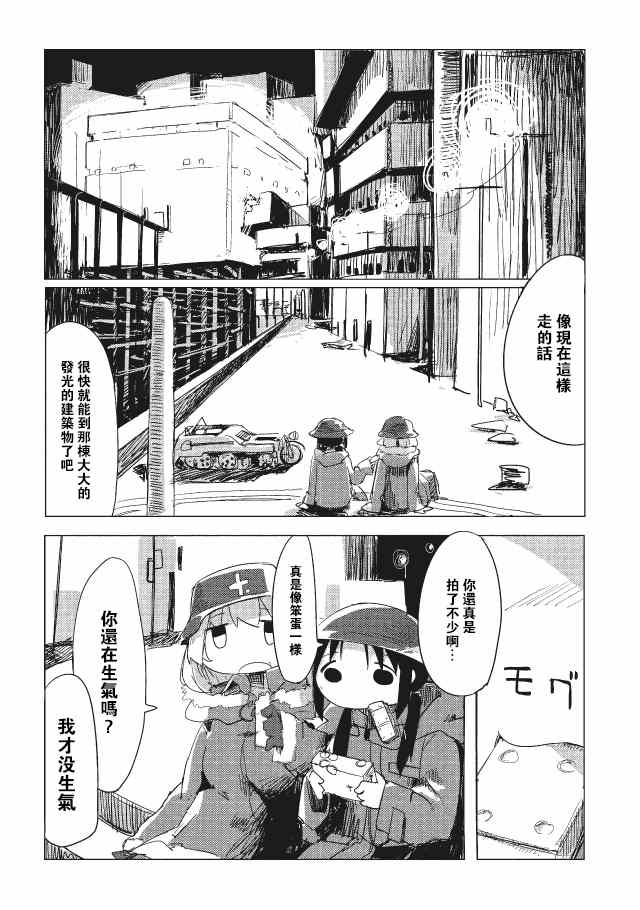 像現在這樣
走的話
很快就能到那棟大大的
發光的建築物了吧
モグ
你還真是
拍了不少啊…
真是像笨蛋一樣
你還在生氣嗎？
我才没生氣